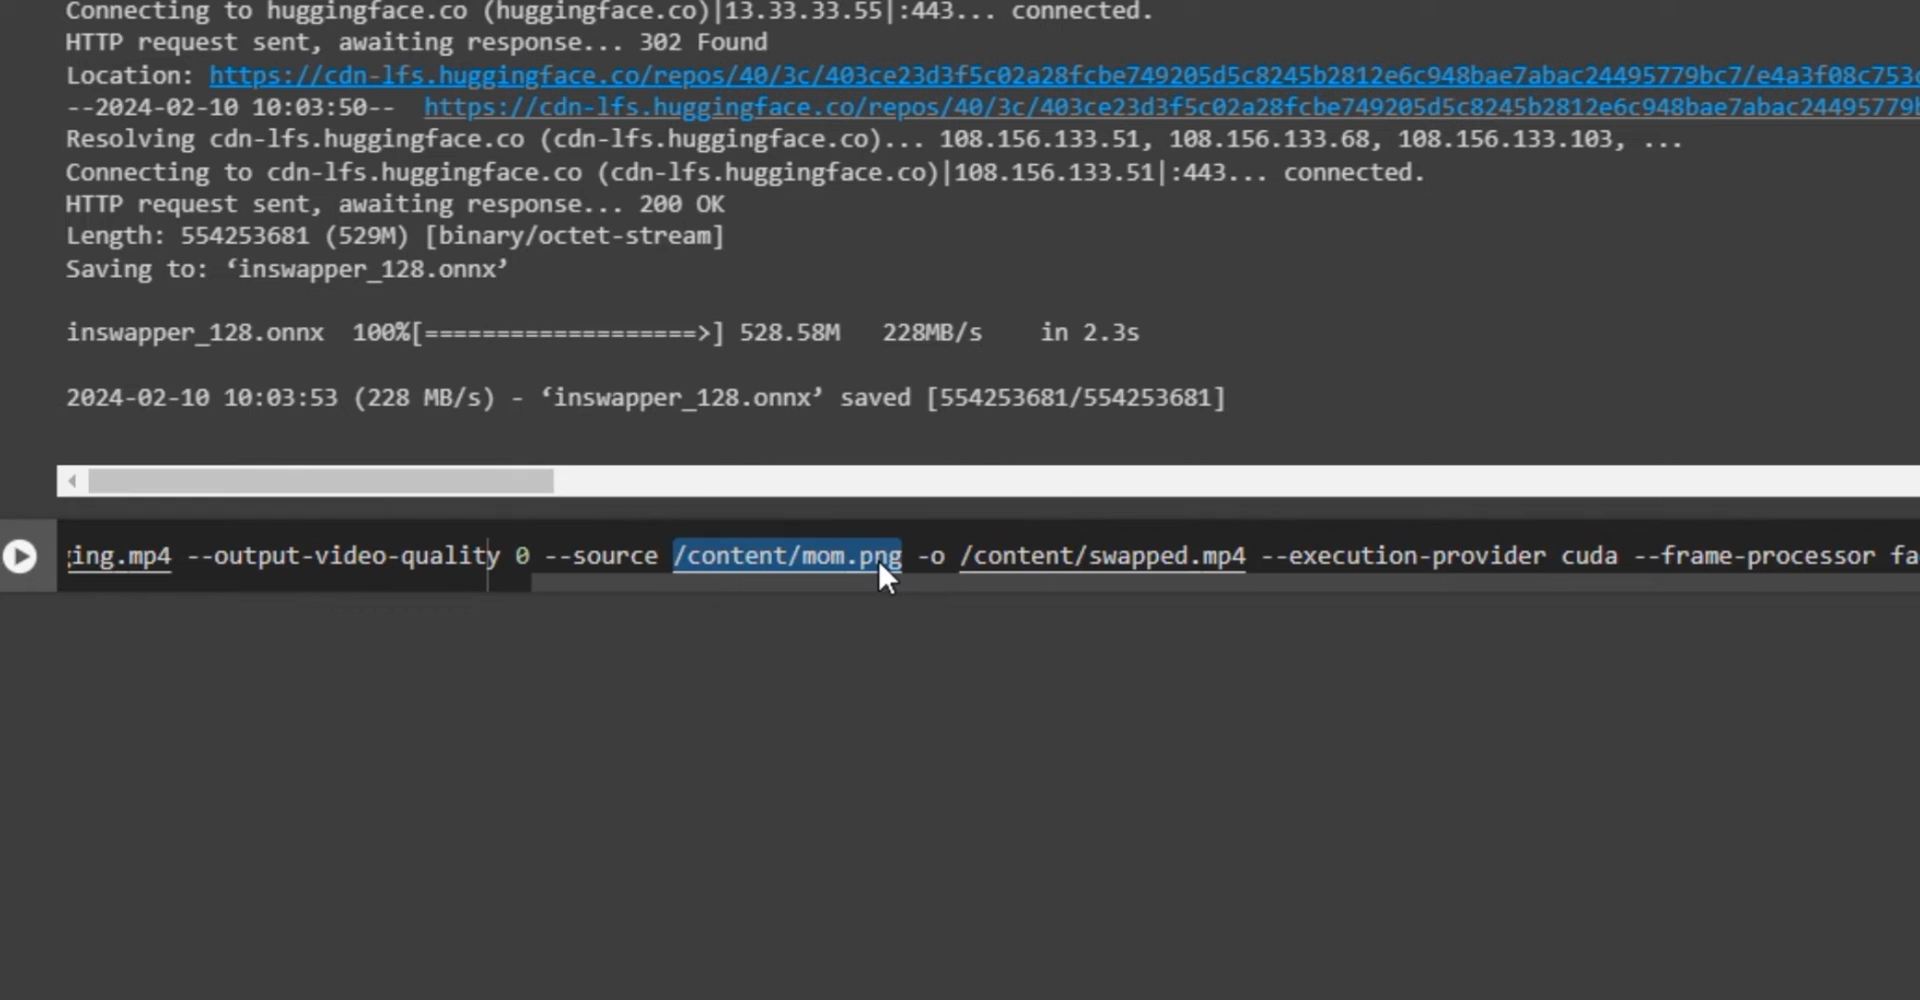 Connecting to huggingface.co (huggingface.co)|13.33.33.55|:443... connected.
HTTP request sent, awaiting response... 302 Found
Location: https://cdn-lfs.huggingface.co/repos/40/3c/403ce23d3f5c02a28fcbe749205d5c8245b2812e6c948bae7abac24495779bc7/e4a3f08c753
--2024-02-10 10:03:50-- https://cdn-lfs.huggingface.co/repos/40/3c/403ce23d3f5c02a28fcbe749205d5c8245b2812e6c948bae7abac24495779
Resolving cdn-lfs.huggingface.co (cdn-lfs.huggingface.co)... 108.156.133.51, 108.156.133.68, 108.156.133.103, ...
Connecting to cdn-lfs.huggingface.co (cdn-lfs.huggingface.co)|108.156.133.51|:443... connected.
HTTP request sent, awaiting response... 200 OK
Length: 554253681 (529M) [binary/octet-stream]
Saving to: ‘inswapper_128.onnx’
inswapper_128.onnx 100%[===================>] 528.58M 228MB/s in 2.3s
2024-02-10 10:03:53 (228 MB/s) - ‘inswapper_128.onnx’ saved [554253681/554253681]
ing.mp4 --output-video-quality 0 --source /content/mom.png -o /content/swapped.mp4 --execution-provider cuda --frame-processor fa